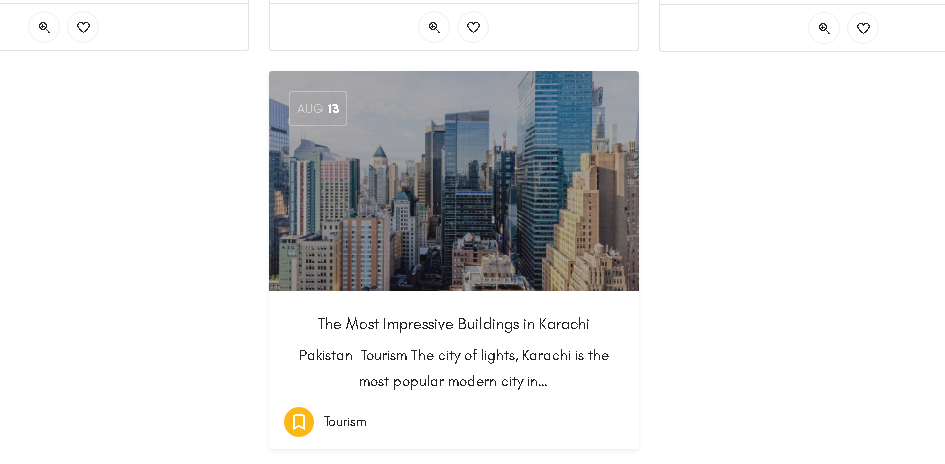 AUG 13
The Most Impressive Buildings in Karachi
Pakistan Tourism The city of lights, Karachi is the
most popular modern city in...
Tourism